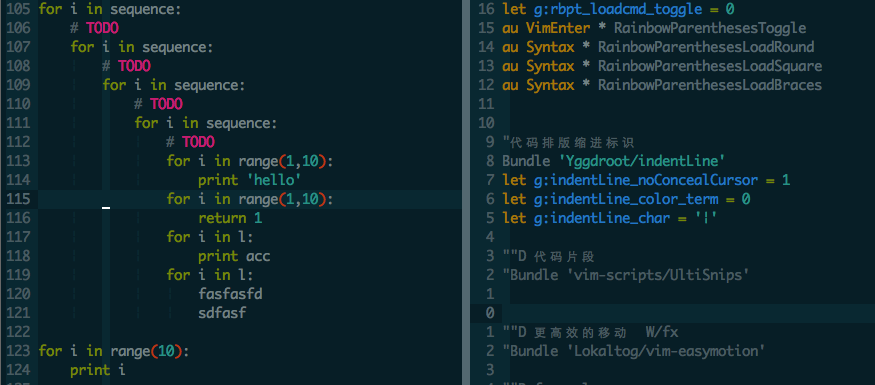 105 for i in sequence:
106     # TODO
107     for i in sequence:
108         # TODO
109         for i in sequence:
110             # TODO
111             for i in sequence:
112                 # TODO
113                 for i in range(1,10):
114                     print 'hello'
115                 for i in range(1,10):
116                     return 1
117                 for i in l:
118                     print acc
119                 for i in l:
120                     fasfasfd
121                     sdfasf
122
123 for i in range(10):
124     print i
16 let g:rbpt_loadcmd_toggle = 0
15 au VimEnter * RainbowParenthesesToggle
14 au Syntax * RainbowParenthesesLoadRound
13 au Syntax * RainbowParenthesesLoadSquare
12 au Syntax * RainbowParenthesesLoadBraces
11
10
9 "代码排版缩进标识
8 Bundle 'Yggdroot/indentLine'
7 let g:indentLine_noConcealCursor = 1
6 let g:indentLine_color_term = 0
5 let g:indentLine_char = '¦'
4
3 ""D 代码片段
2 "Bundle 'vim-scripts/UltiSnips'
1
0
1 ""D 更高效的移动 W/fx
2 "Bundle 'Lokaltog/vim-easymotion'
3